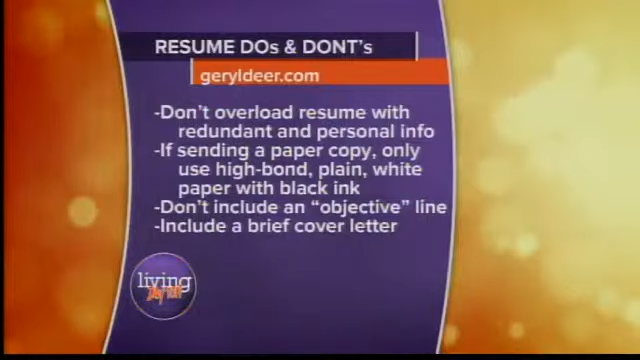 RESUME DOs & DONT's
geryldeer.com
-Don't overload resume with
redundant and personal info
-If sending a paper copy, only
use high-bond, plain, white
paper with black ink
-Don't include an “objective” line
-Include a brief cover letter
living
DAYTON